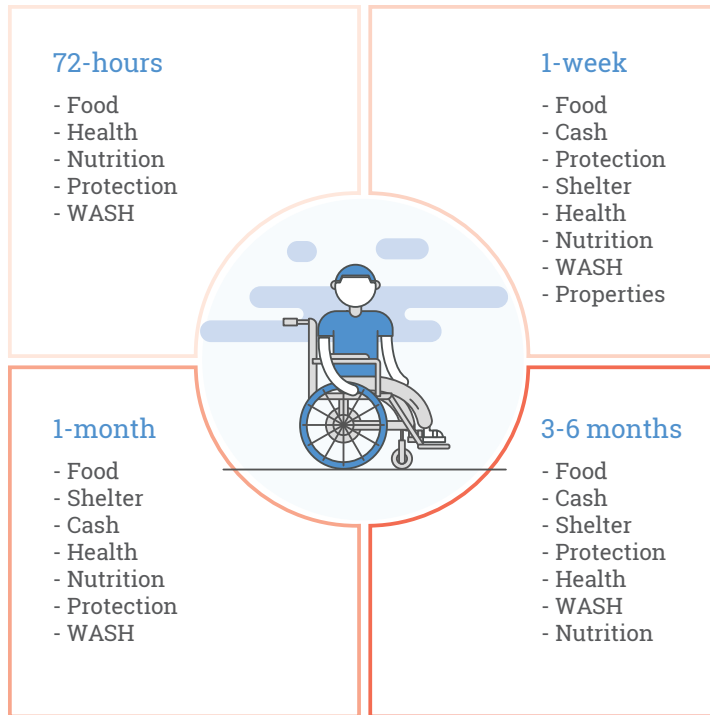 72-hours
- Food
- Health
- Nutrition
- Protection
- WASH
1-week
- Food
- Cash
- Protection
- Shelter
- Health
- Nutrition
- WASH
- Properties
1-month
- Food
- Shelter
- Cash
- Health
- Nutrition
- Protection
- WASH
3-6 months
- Food
- Cash
- Shelter
- Protection
- Health
- WASH
- Nutrition